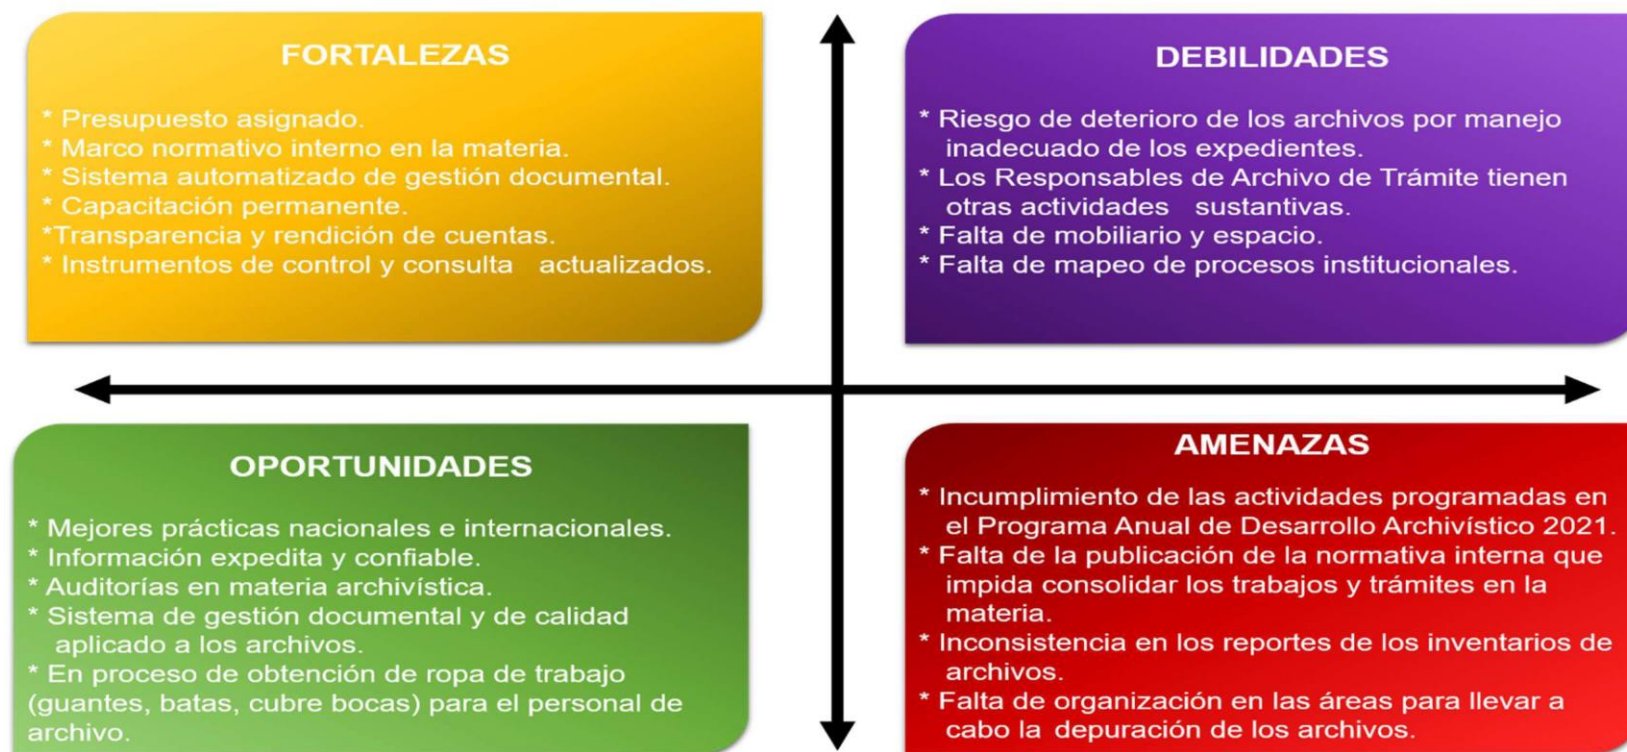 FORTALEZAS
* Presupuesto asignado.
* Marco normativo interno en la materia.
* Sistema automatizado de gestión documental.
* Capacitación permanente.
*Transparencia y rendición de cuentas.
* Instrumentos de control y consulta actualizados.
DEBILIDADES
* Riesgo de deterioro de los archivos por manejo
inadecuado de los expedientes.
* Los Responsables de Archivo de Trámite tienen
otras actividades sustantivas.
* Falta de mobiliario y espacio.
* Falta de mapeo de procesos institucionales.
OPORTUNIDADES
* Mejores prácticas nacionales e internacionales.
* Información expedita y confiable.
* Auditorías en materia archivística.
* Sistema de gestión documental y de calidad
aplicado a los archivos.
* En proceso de obtención de ropa de trabajo
(guantes, batas, cubre bocas) para el personal de
archivo.
AMENAZAS
* Incumplimiento de las actividades programadas en
el Programa Anual de Desarrollo Archivístico 2021.
* Falta de la publicación de la normativa interna que
impida consolidar los trabajos y trámites en la
materia.
* Inconsistencia en los reportes de los inventarios de
archivos.
* Falta de organización en las áreas para llevar a
cabo la depuración de los archivos.